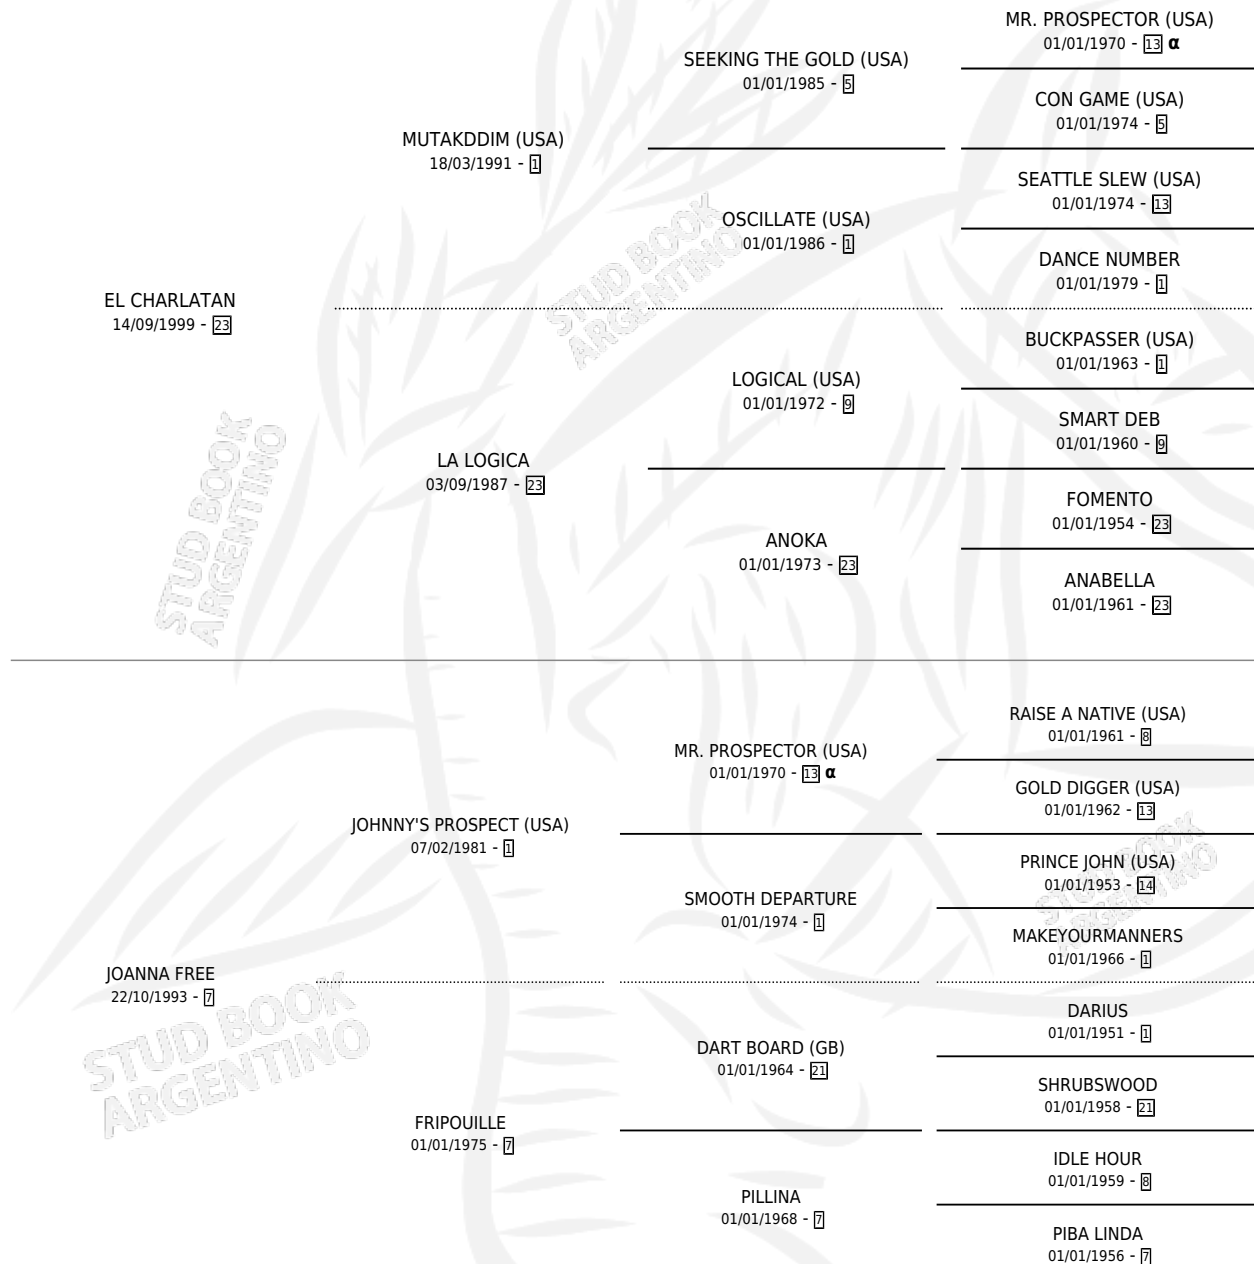 MR. PROSPECTOR (USA)
01/01/1970 - 13 α
SEEKING THE GOLD (USA)
01/01/1985 - 5
CON GAME (USA)
01/01/1974 - 5
MUTAKDDIM (USA)
18/03/1991 - 1
SEATTLE SLEW (USA)
01/01/1974 - 13
OSCILLATE (USA)
01/01/1986 - 1
DANCE NUMBER
01/01/1979 - 1
EL CHARLATAN
14/09/1999 - 23
BUCKPASSER (USA)
01/01/1963 - 1
LOGICAL (USA)
01/01/1972 - 9
SMART DEB
01/01/1960 - 9
LA LOGICA
03/09/1987 - 23
FOMENTO
01/01/1954 - 23
ANOKA
01/01/1973 - 23
ANABELLA
01/01/1961 - 23
RAISE A NATIVE (USA)
01/01/1961 - 8
MR. PROSPECTOR (USA)
01/01/1970 - 13 α
GOLD DIGGER (USA)
01/01/1962 - 13
JOHNNY'S PROSPECT (USA)
07/02/1981 - 1
PRINCE JOHN (USA)
01/01/1953 - 14
SMOOTH DEPARTURE
01/01/1974 - 1
MAKEYOURMANNERS
01/01/1966 - 1
JOANNA FREE
22/10/1993 - 7
DARIUS
01/01/1951 - 1
DART BOARD (GB)
01/01/1964 - 21
SHRUBSWOOD
01/01/1958 - 21
FRIPOUILLE
01/01/1975 - 7
IDLE HOUR
01/01/1959 - 8
PILLINA
01/01/1968 - 7
PIBA LINDA
01/01/1956 - 7
STUD BOOK
ARGENTINO
STUD BOOK
ARGENTINO
STUD BOOK
ARGENTINO
STUD BOOK
ARGENTINO